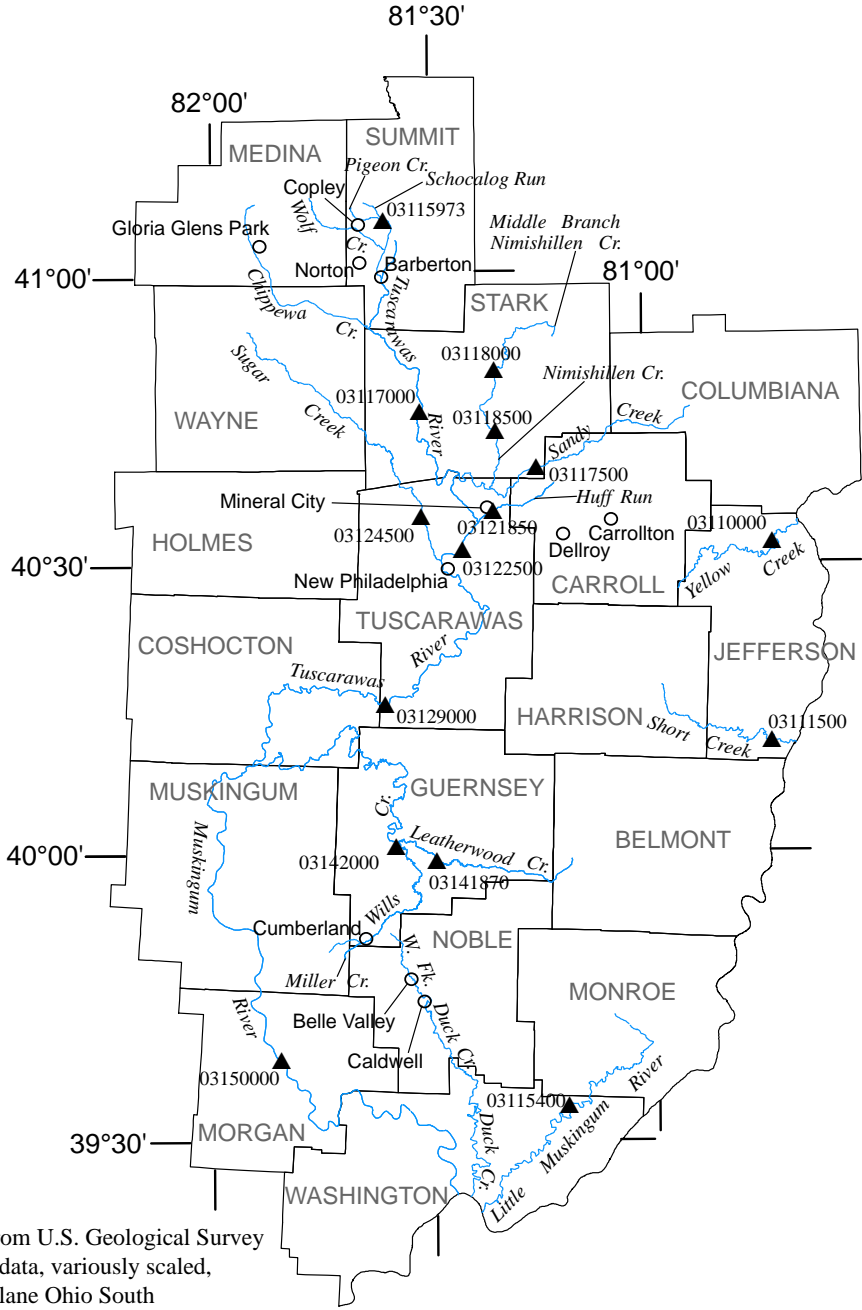 81°30'
82°00'
SUMMIT
MEDINA
Pigeon Cr.
Schocalog Run
Copley
03115973
Wolf
Cr.
Gloria Glens Park
Middle Branch
Nimishillen Cr.
Norton
Barberton
41°00'
81°00'
Chippewa
Cr.
Tuscarawas
River
STARK
Sugar
Creek
03118000
Nimishillen Cr.
03117000
COLUMBIANA
WAYNE
03118500
Sandy
Creek
03117500
Mineral City
Huff Run
03121850
03124500
Carrollton
03110000
HOLMES
Dellroy
03122500
40°30'
New Philadelphia
CARROLL
Yellow
Creek
TUSCARAWAS
COSHOCTON
River
JEFFERSON
Tuscarawas
03129000
HARRISON
Short
Creek
03111500
MUSKINGUM
GUERNSEY
Cr.
Muskingum
Leatherwood Cr.
BELMONT
40°00'
03142000
03141870
Wills
Cumberland
NOBLE
W. Fk.
Miller Cr.
MONROE
Belle Valley
River
Duck Cr.
Caldwell
03150000
03115400
River
Muskingum
Little
39°30'
MORGAN
Duck
Cr.
WASHINGTON
om U.S. Geological Survey
data, variously scaled,
lane Ohio South